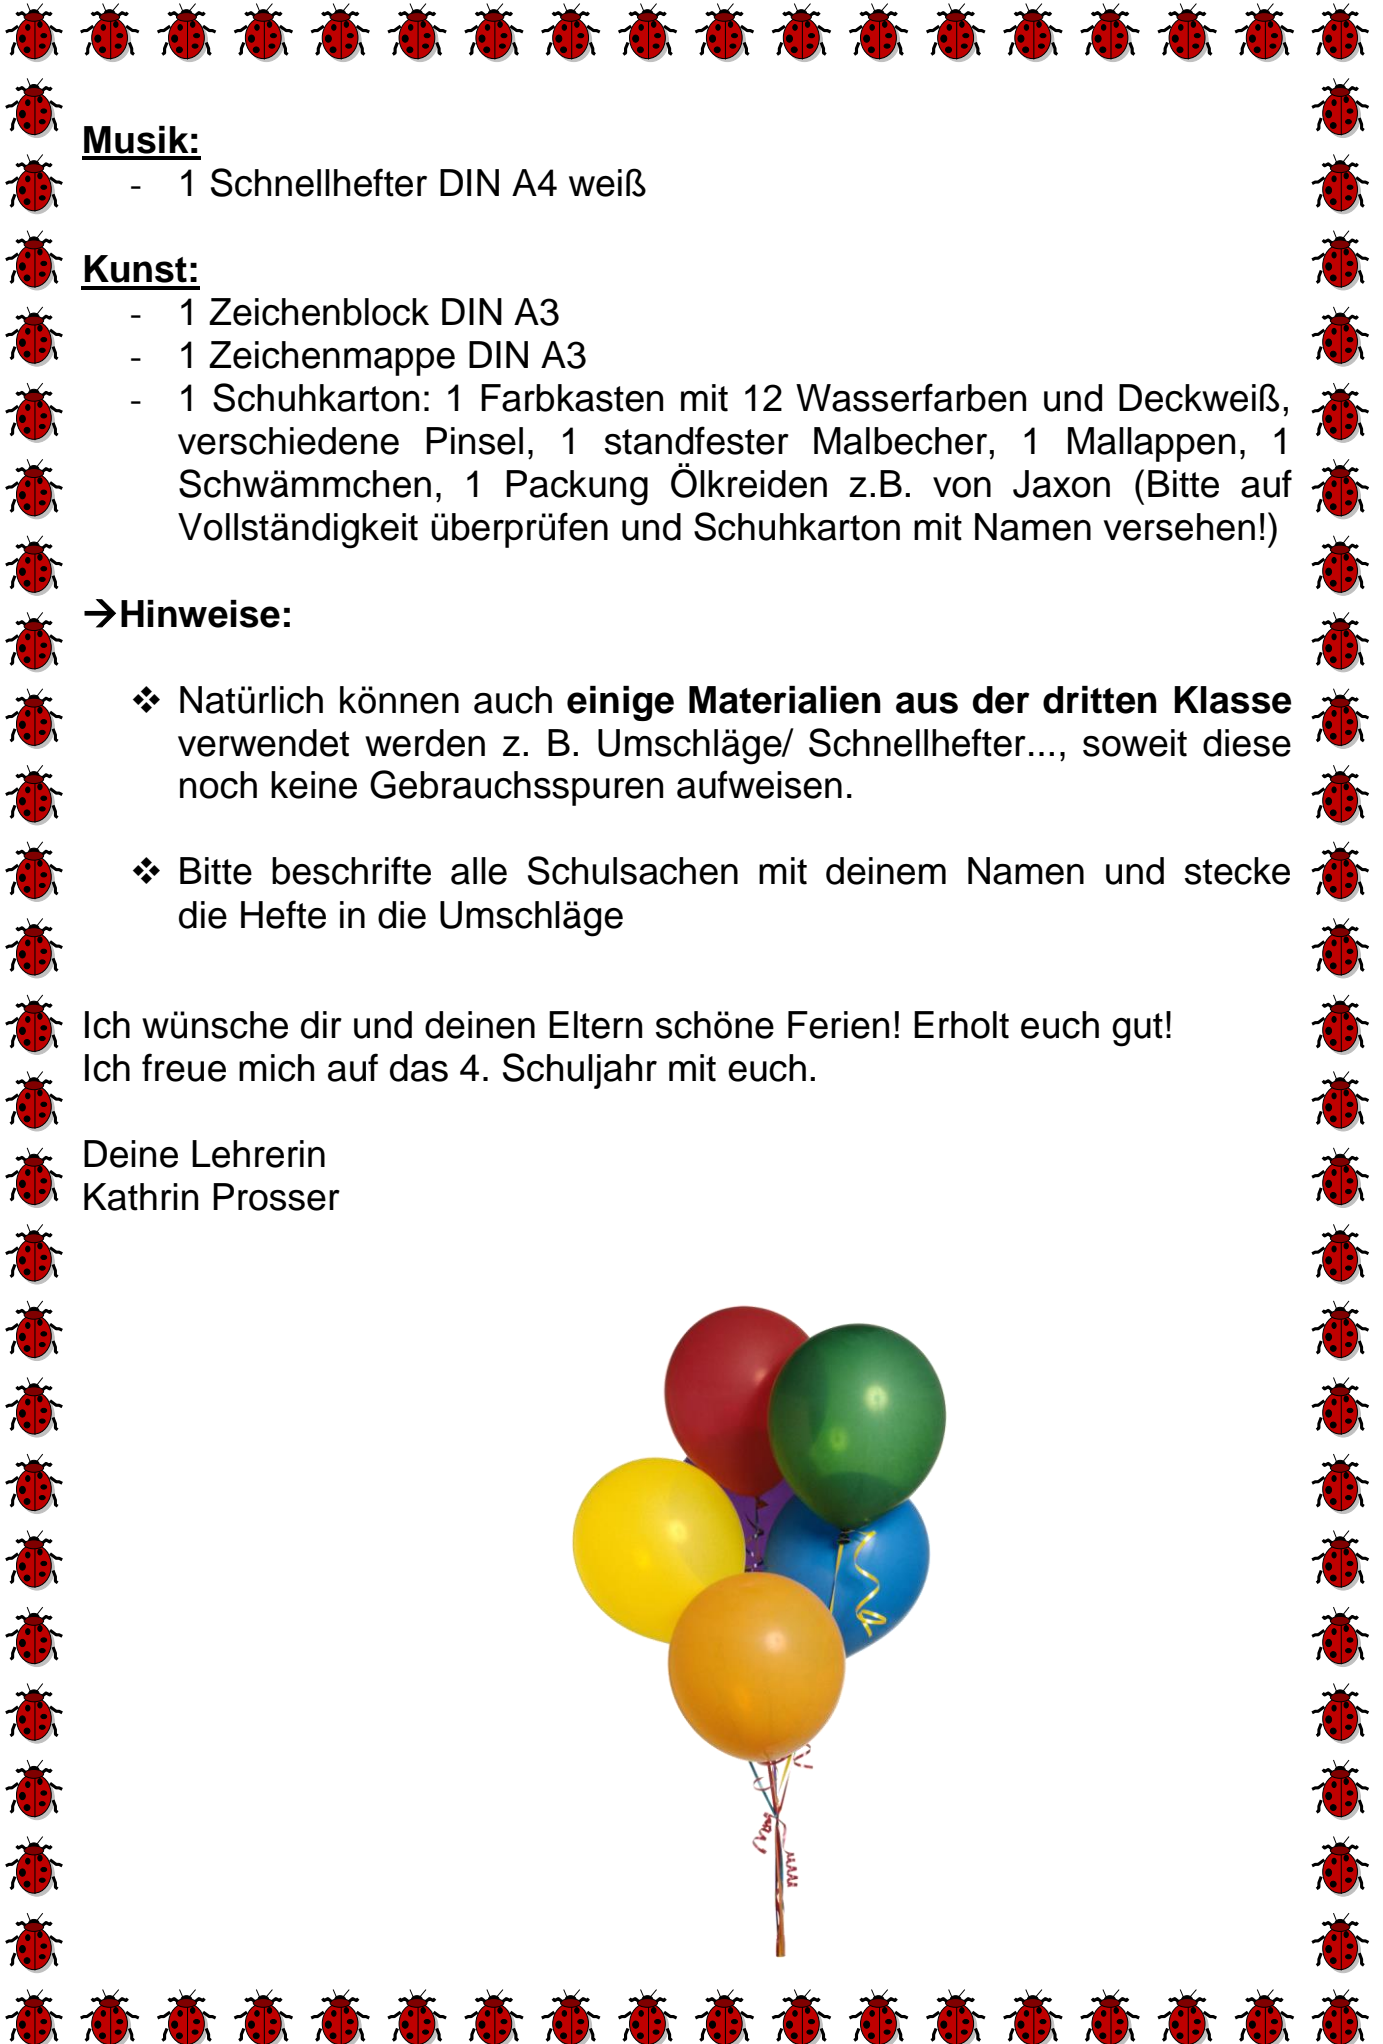 Musik:
- 1 Schnellhefter DIN A4 weiß
Kunst:
- 1 Zeichenblock DIN A3
- 1 Zeichenmappe DIN A3
- 1 Schuhkarton: 1 Farbkasten mit 12 Wasserfarben und Deckweiß,
verschiedene Pinsel, 1 standfester Malbecher, 1 Mallappen, 1
Schwämmchen, 1 Packung Ölkreiden z.B. von Jaxon (Bitte auf
Vollständigkeit überprüfen und Schuhkarton mit Namen versehen!)
→Hinweise:
❖ Natürlich können auch einige Materialien aus der dritten Klasse
verwendet werden z. B. Umschläge/ Schnellhefter..., soweit diese
noch keine Gebrauchsspuren aufweisen.
❖ Bitte beschrifte alle Schulsachen mit deinem Namen und stecke
die Hefte in die Umschläge
Ich wünsche dir und deinen Eltern schöne Ferien! Erholt euch gut!
Ich freue mich auf das 4. Schuljahr mit euch.
Deine Lehrerin
Kathrin Prosser